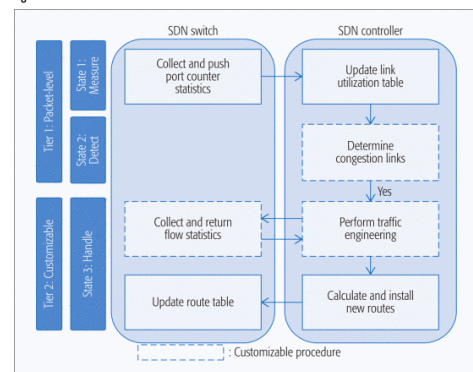 SDN switch
SDN controller
Tier 1: Packet-level
State 1:
Measure
Collect and push
port counter
statistics
Update link
utilization table
State 2:
Detect
Determine
congestion links
Yes
Tier 2: Customizable
State 3: Handle
Collect and return
flow statistics
Perform traffic
engineering
Update route table
Calculate and install
new routes
: Customizable procedure